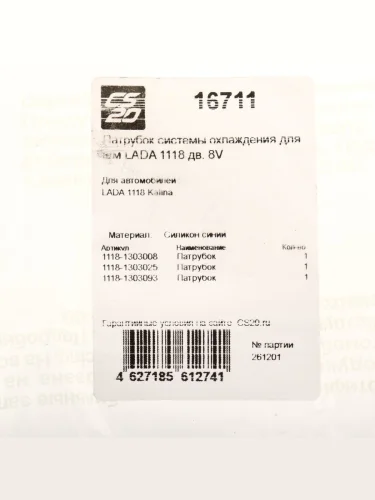 CS
20
16711
Патрубок системы охлаждения для
а/м LADA 1118 дв. 8V
Для автомобилей
LADA 1118 Kalina
Материал: Силикон синий
Артикул Наименование Кол-во
1118-1303008 Патрубок 1
1118-1303025 Патрубок 1
1118-1303093 Патрубок 1
Гарантийные условия на сайте CS20.ru
№ партии
261201
4 627185 612741